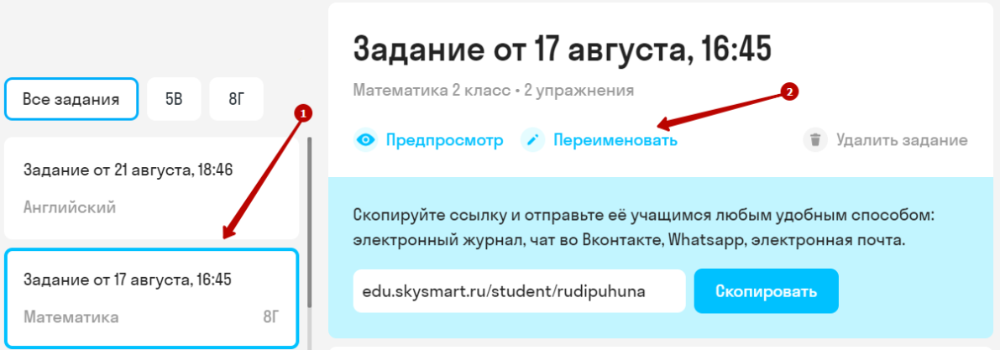 Все задания
5В
8Г
1
Задание от 21 августа, 18:46
Английский
Задание от 17 августа, 16:45
Математика
8Г
Задание от 17 августа, 16:45
Математика 2 класс • 2 упражнения
2
Предпросмотр
Переименовать
Удалить задание
Скопируйте ссылку и отправьте её учащимся любым удобным способом:
электронный журнал, чат во Вконтакте, Whatsapp, электронная почта.
edu.skysmart.ru/student/rudipuhuna
Скопировать